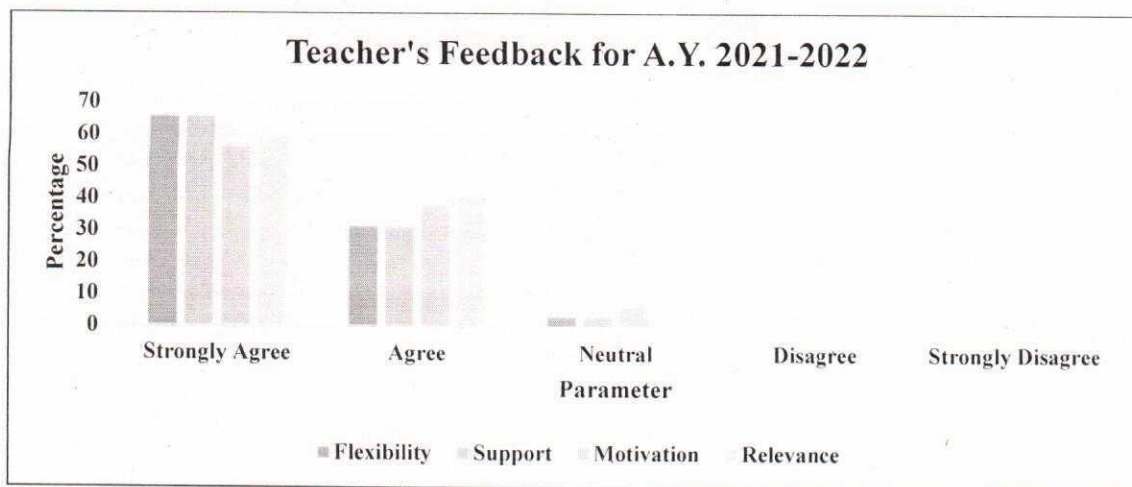 Teacher's Feedback for A.Y. 2021-2022
70
60
50
40
30
20
10
0
Percentage
Strongly Agree Agree Neutral Disagree Strongly Disagree
Parameter
Flexibility Support Motivation Relevance